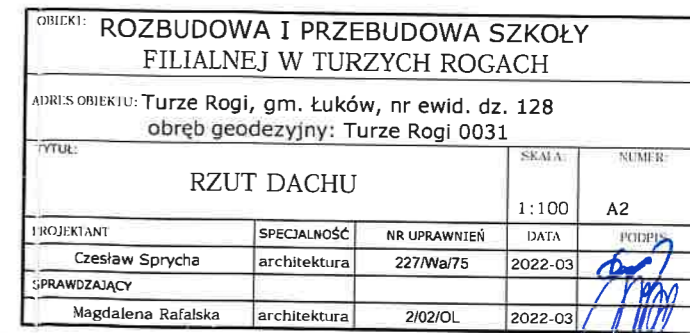 OBIEKT: ROZBUDOWA I PRZEBUDOWA SZKOŁY
FILIALNEJ W TURZYCH ROGACH
ADRES OBIEKTU: Turze Rogi, gm. Łuków, nr ewid. dz. 128
obręb geodezyjny: Turze Rogi 0031
TYTUŁ: SKALA: NUMER:
RZUT DACHU
1:100 A2
PROJEKTANT SPECJALNOŚĆ NR UPRAWNIEŃ DATA PODPIS
Czesław Sprycha architektura 227/Wa/75 2022-03
SPRAWDZAJĄCY
Magdalena Rafalska architektura 2/02/OL 2022-03